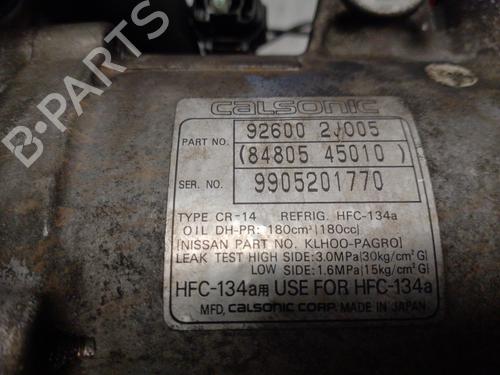 CALSONIC
PART NO. 92600 2J005
(84805 45010)
SER. NO. 9905201770
TYPE CR-14 REFRIG. HFC-134a
OIL DH-PR: 180cm³[180cc]
[NISSAN PART NO. KLH00-PAGR0]
LEAK TEST HIGH SIDE: 3.0MPa[30kg/cm²G]
LOW SIDE: 1.6MPa[15kg/cm²G]
HFC-134a用 USE FOR HFC-134a
MFD. CALSONIC CORP. MADE IN JAPAN
B-PARTS